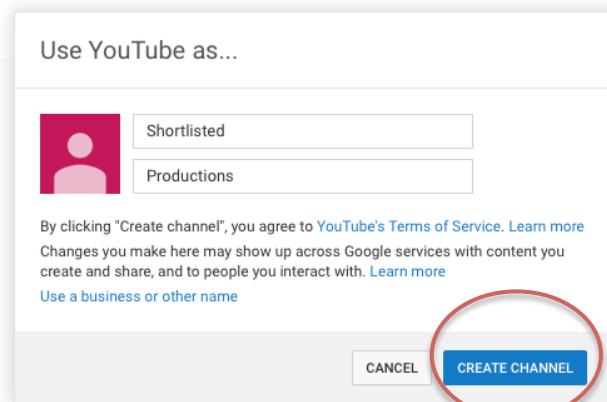 Use YouTube as...
Shortlisted
Productions
By clicking "Create channel", you agree to YouTube's Terms of Service. Learn more
Changes you make here may show up across Google services with content you
create and share, and to people you interact with. Learn more
Use a business or other name
CANCEL CREATE CHANNEL